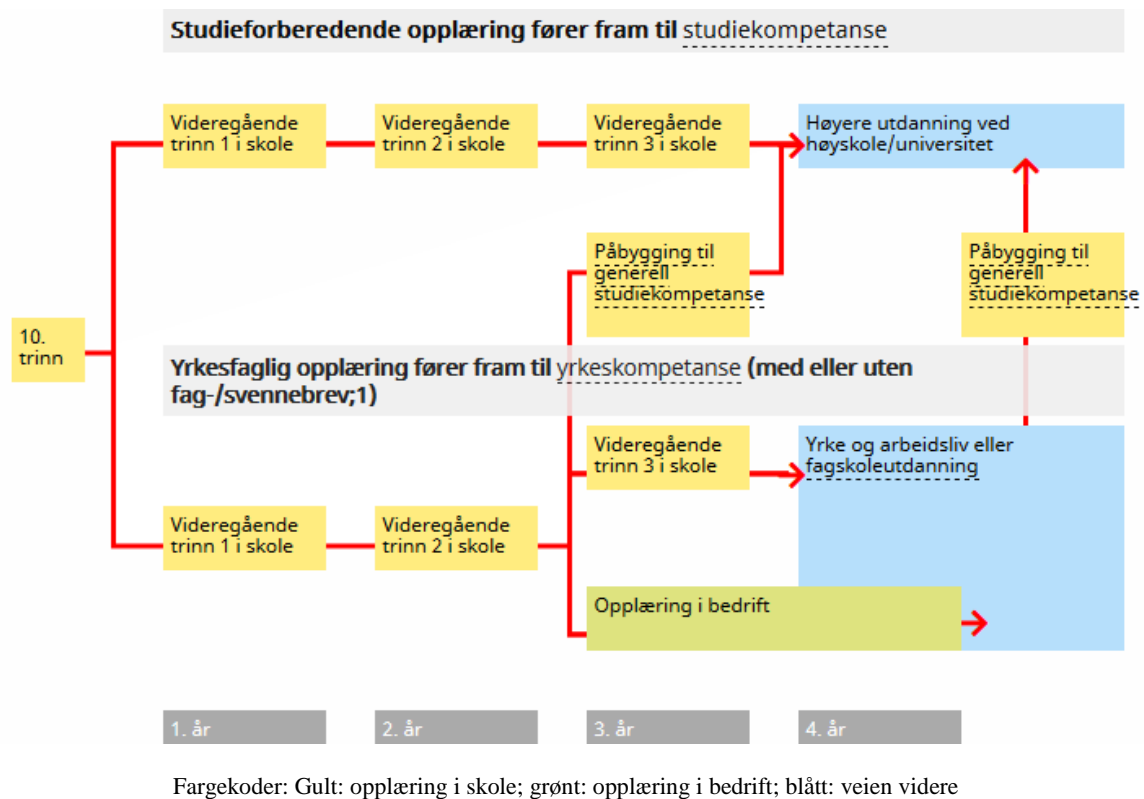 Studieforberedende opplæring fører fram til studiekompetanse
Videregående
trinn 1 i skole
Videregående
trinn 2 i skole
Videregående
trinn 3 i skole
Høyere utdanning ved
høyskole/universitet
Påbygging til
generell
studiekompetanse
Påbygging til
generell
studiekompetanse
10.
trinn
Yrkesfaglig opplæring fører fram til yrkeskompetanse (med eller uten
fag-/svennebrev;1)
Videregående
trinn 3 i skole
Yrke og arbeidsliv eller
fagskoleutdanning
Videregående
trinn 1 i skole
Videregående
trinn 2 i skole
Opplæring i bedrift
1. år
2. år
3. år
4. år
Fargekoder: Gult: opplæring i skole; grønt: opplæring i bedrift; blått: veien videre